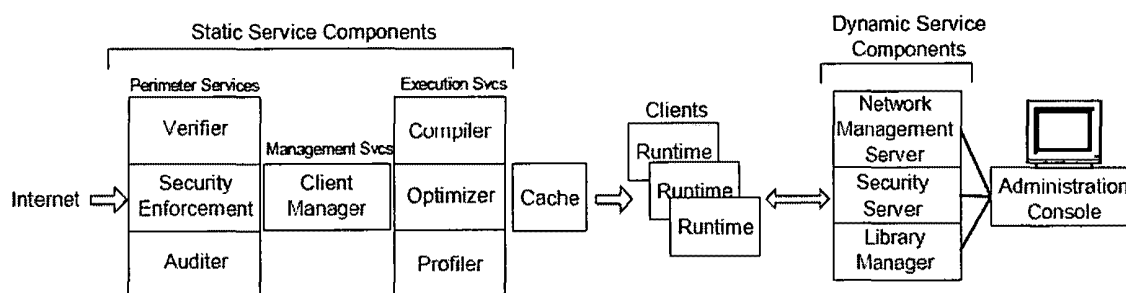 Static Service Components
Dynamic Service
Components
Perimeter Services
Execution Svcs
Verifier
Compiler
Clients
Network
Management
Server
Management Svcs
Runtime
Internet
Security
Enforcement
Client
Manager
Optimizer
Cache
Runtime
Security
Server
Administration
Console
Runtime
Auditer
Profiler
Library
Manager